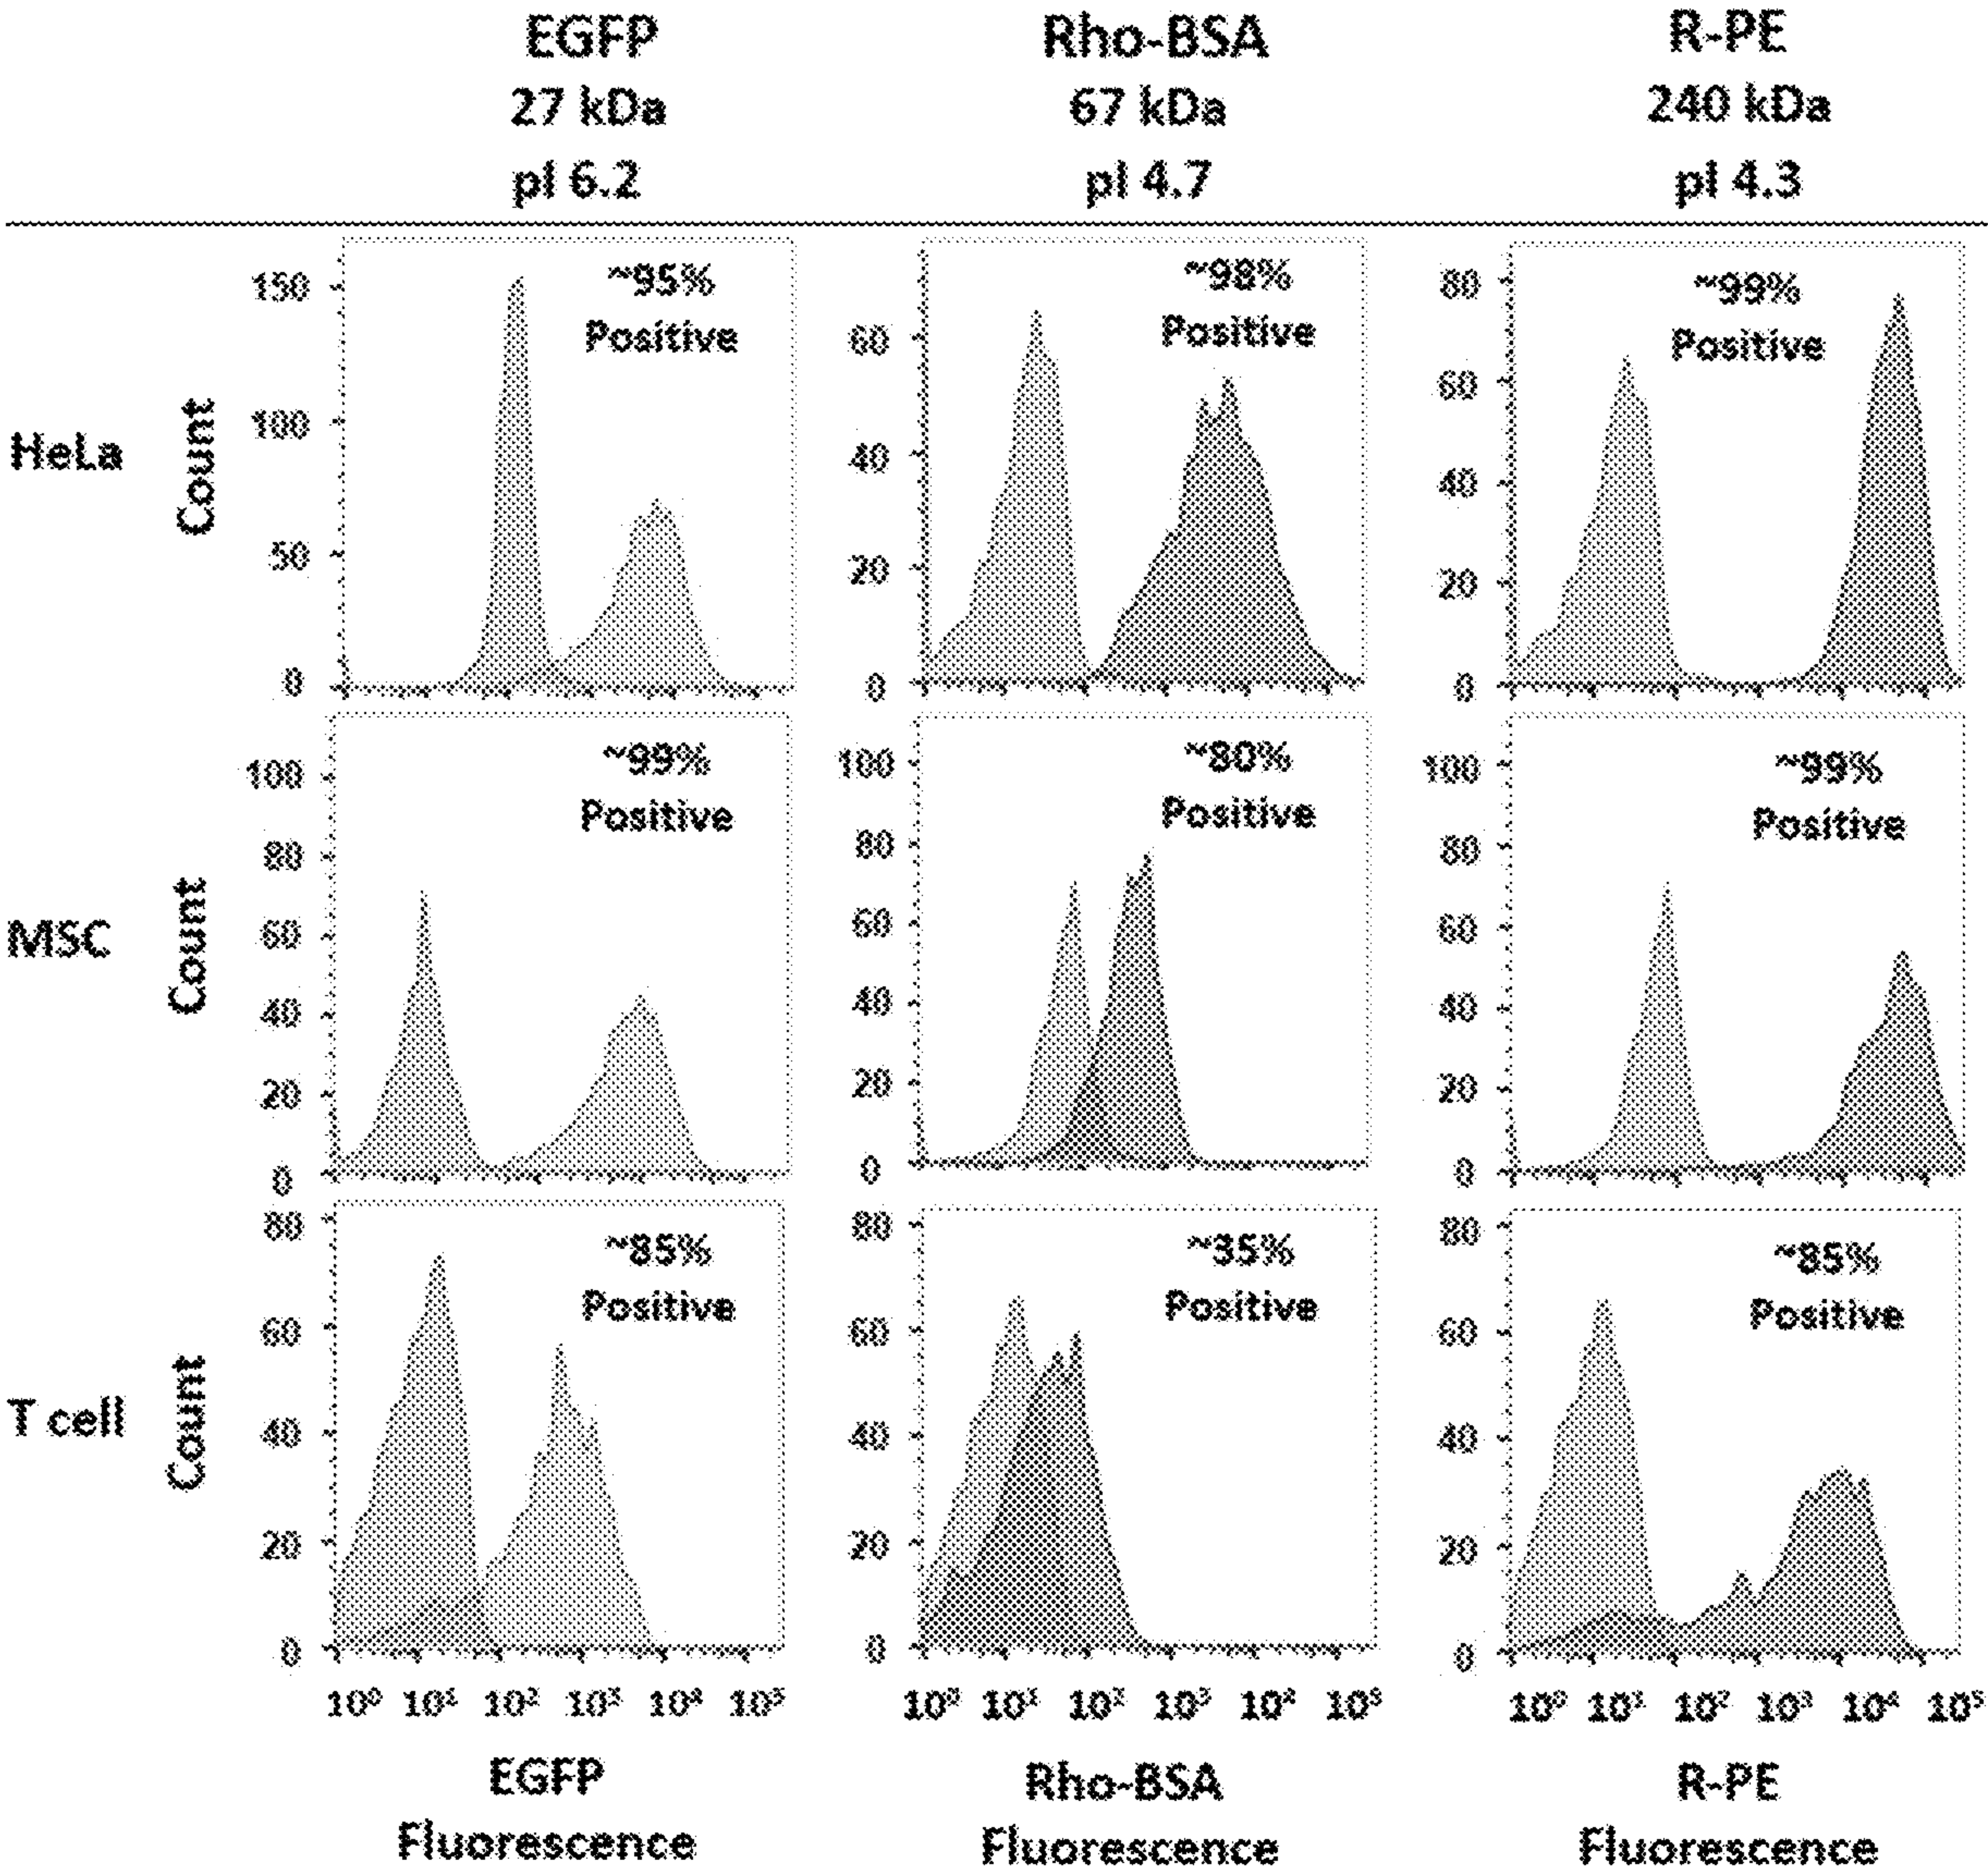 EGFP Rho-BSA R-PE
27 kDa 67 kDa 240 kDa
pI 6.2 pI 4.7 pI 4.3
HeLa
Count
150
100
50
0
~95%
Positive
60
40
20
0
~98%
Positive
80
60
40
20
0
~99%
Positive
MSC
Count
100
80
60
40
20
0
~99%
Positive
100
80
60
40
20
0
~80%
Positive
100
80
60
40
20
0
~99%
Positive
T cell
Count
80
60
40
20
0
~85%
Positive
80
60
40
20
0
~35%
Positive
80
60
40
20
0
~85%
Positive
10⁰ 10¹ 10² 10³ 10⁴ 10⁵
10⁰ 10¹ 10² 10³ 10⁴ 10⁵
10⁰ 10¹ 10² 10³ 10⁴ 10⁵
EGFP
Fluorescence
Rho-BSA
Fluorescence
R-PE
Fluorescence